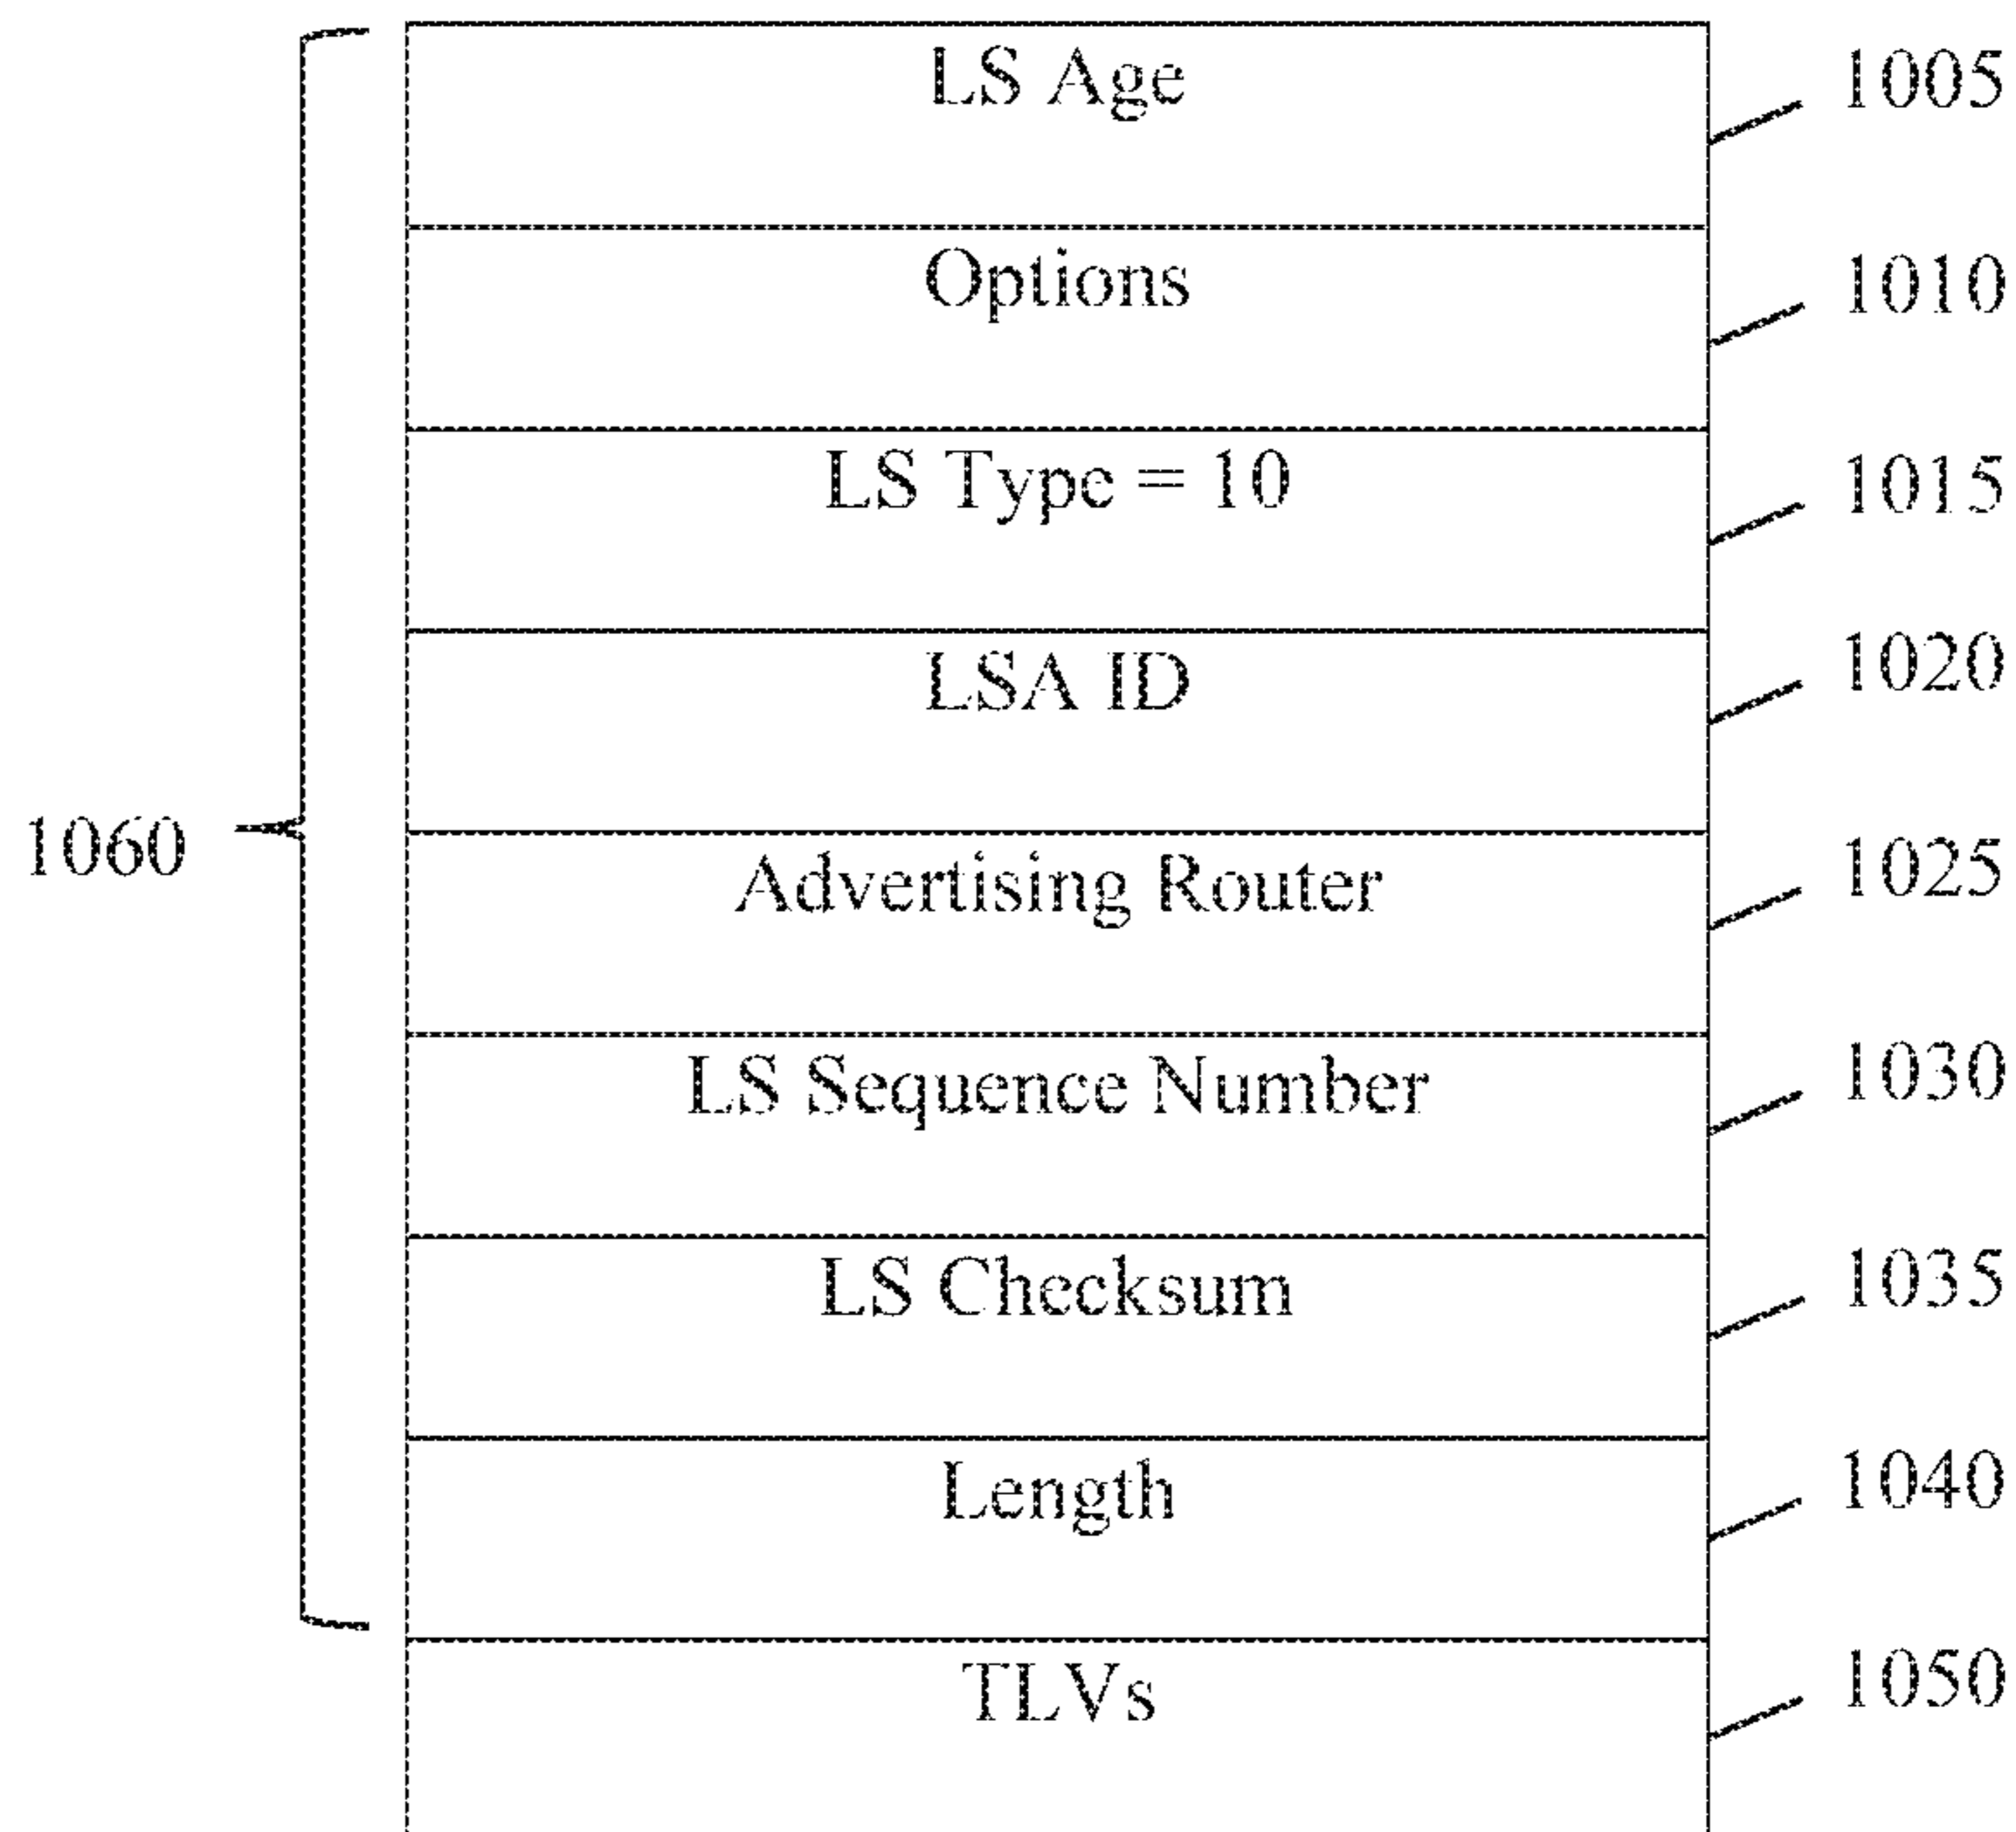 LS Age
1005
Options
1010
LS Type = 10
1015
LSA ID
1020
1060
Advertising Router
1025
LS Sequence Number
1030
LS Checksum
1035
Length
1040
TLVs
1050